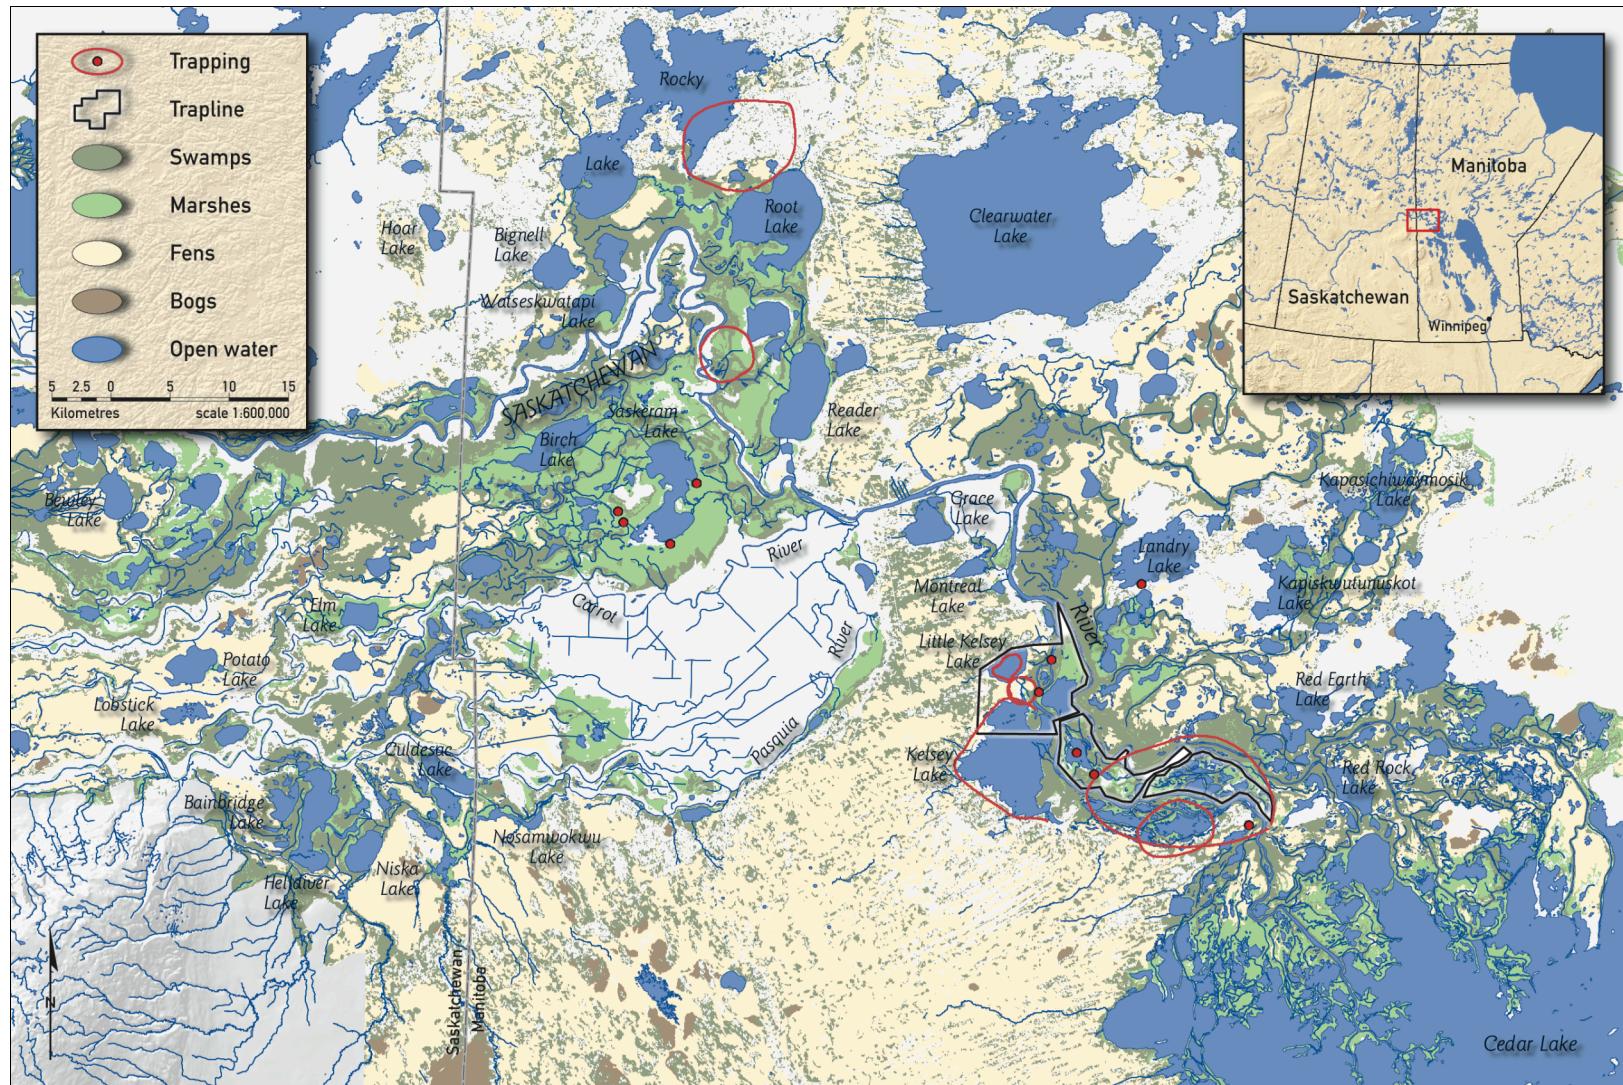 Trapping
Trapline
Swamps
Marshes
Fens
Bogs
Open water
5 2.5 0 5 10 15
Kilometres scale 1:600,000
Manitoba
Saskatchewan
Winnipeg
Rocky
Lake
Root
Lake
Clearwater
Lake
Hoar
Lake
Bignell
Lake
Watseskwatapi
Lake
SASKATCHEWAN
Saskeram
Lake
Birch
Lake
Reader
Lake
Bewley
Lake
Grace
Lake
Kapasichiwaymosik
Lake
River
Carrot
River
Landry
Lake
Montreal
Lake
Kapiskwutunuskot
Lake
River
Elm
Lake
Little Kelsey
Lake
Potato
Lake
Red Earth
Lake
Lobstick
Lake
Pasquia
Culdesac
Lake
Kelsey
Lake
Red Rock
Lake
Bainbridge
Lake
Nosamwokwu
Lake
Niska
Lake
Helldiver
Lake
Saskatchewan
Manitoba
N
Cedar Lake